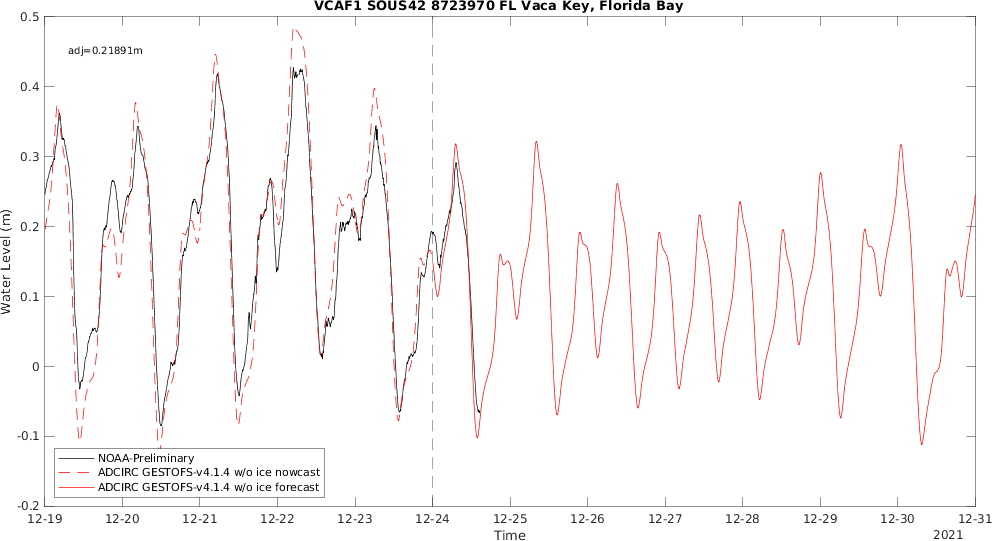 VCAF1 SOUS42 8723970 FL Vaca Key, Florida Bay
adj=0.21891m
Water Level (m)
0.5
0.4
0.3
0.2
0.1
0
-0.1
-0.2
NOAA-Preliminary
ADCIRC GESTOFS-v4.1.4 w/o ice nowcast
ADCIRC GESTOFS-v4.1.4 w/o ice forecast
12-19 12-20 12-21 12-22 12-23 12-24 12-25 12-26 12-27 12-28 12-29 12-30 12-31
Time
2021